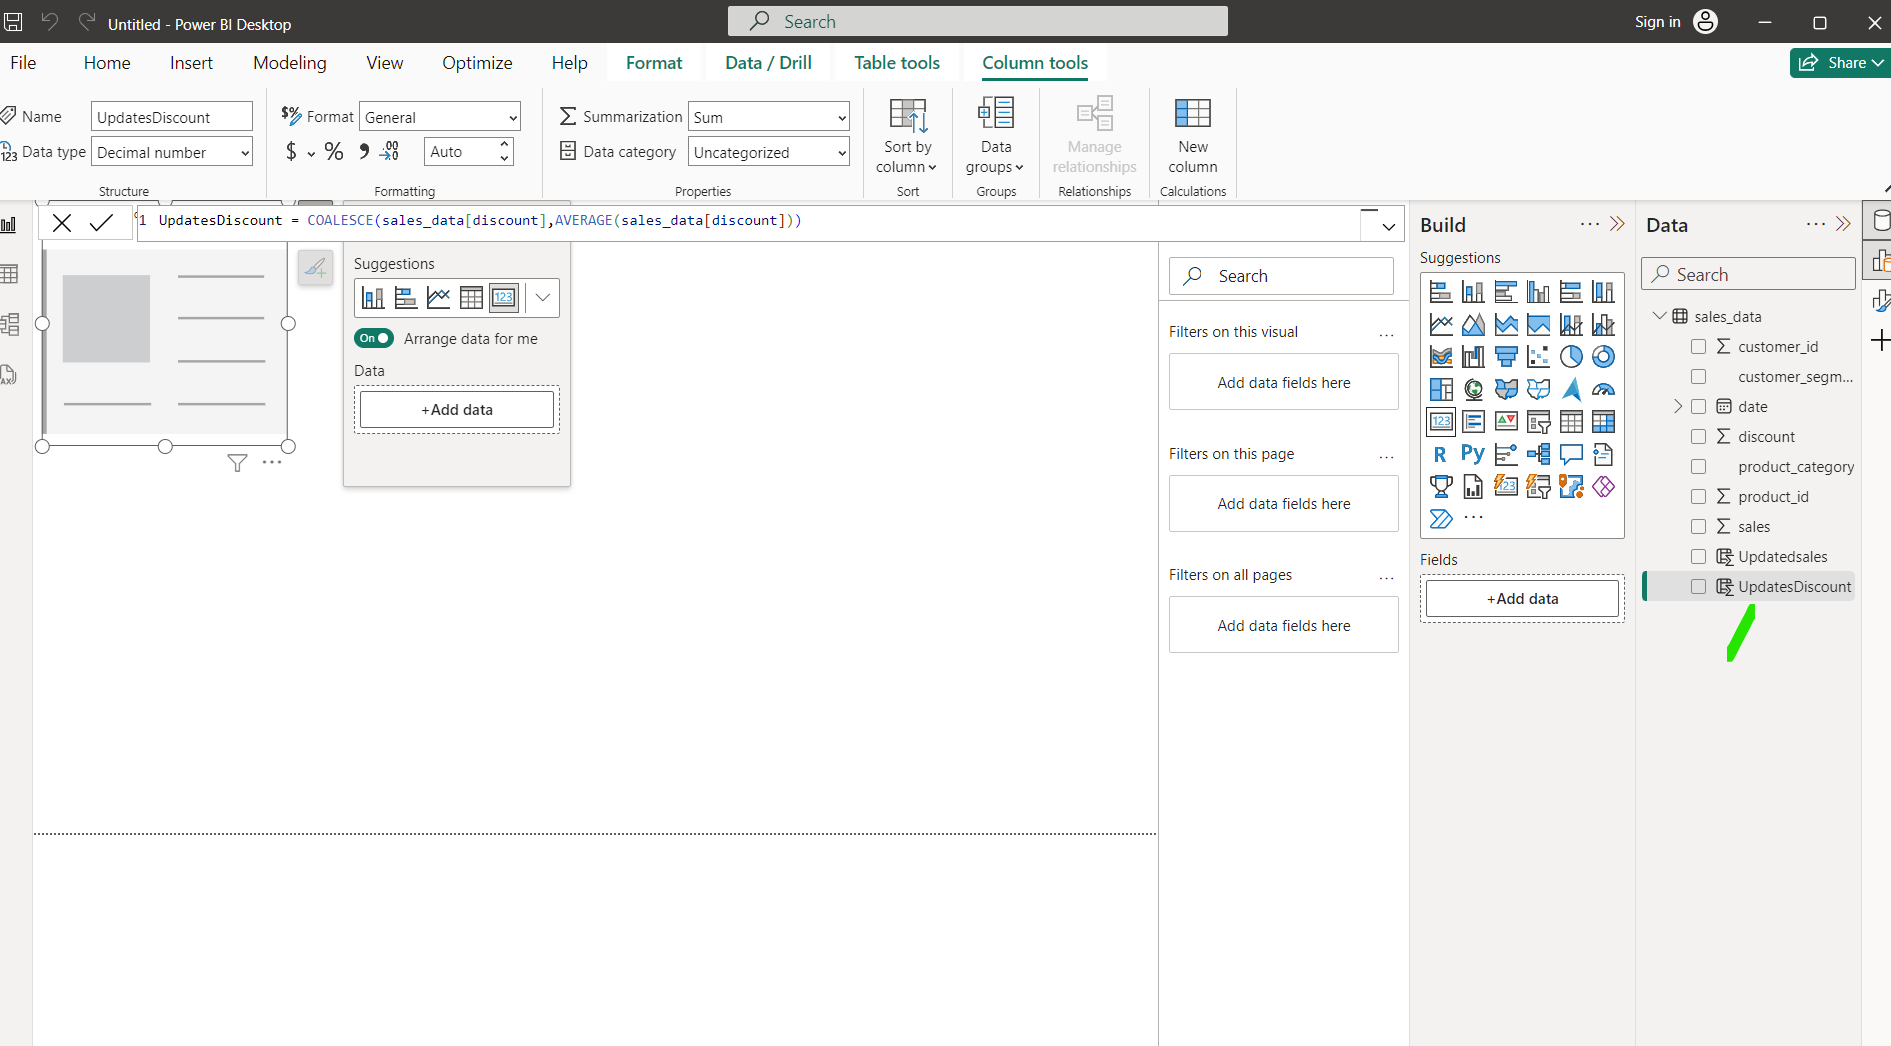 Untitled - Power BI Desktop
Search
Sign in
File Home Insert Modeling View Optimize Help Format Data / Drill Table tools Column tools
Share
Name UpdatesDiscount
Data type Decimal number
Structure
Format General
$ % Auto
Formatting
Summarization Sum
Data category Uncategorized
Properties
Sort by
column
Sort
Data
groups
Groups
Manage
relationships
Relationships
New
column
Calculations
1 UpdatesDiscount = COALESCE(sales_data[discount],AVERAGE(sales_data[discount]))
Suggestions
123
On Arrange data for me
Data
+Add data
Search
Filters on this visual
Add data fields here
Filters on this page
Add data fields here
Filters on all pages
Add data fields here
Build
Suggestions
123
R Py
123
Fields
+Add data
Data
Search
sales_data
customer_id
customer_segm...
date
discount
product_category
product_id
sales
Updatedsales
UpdatesDiscount